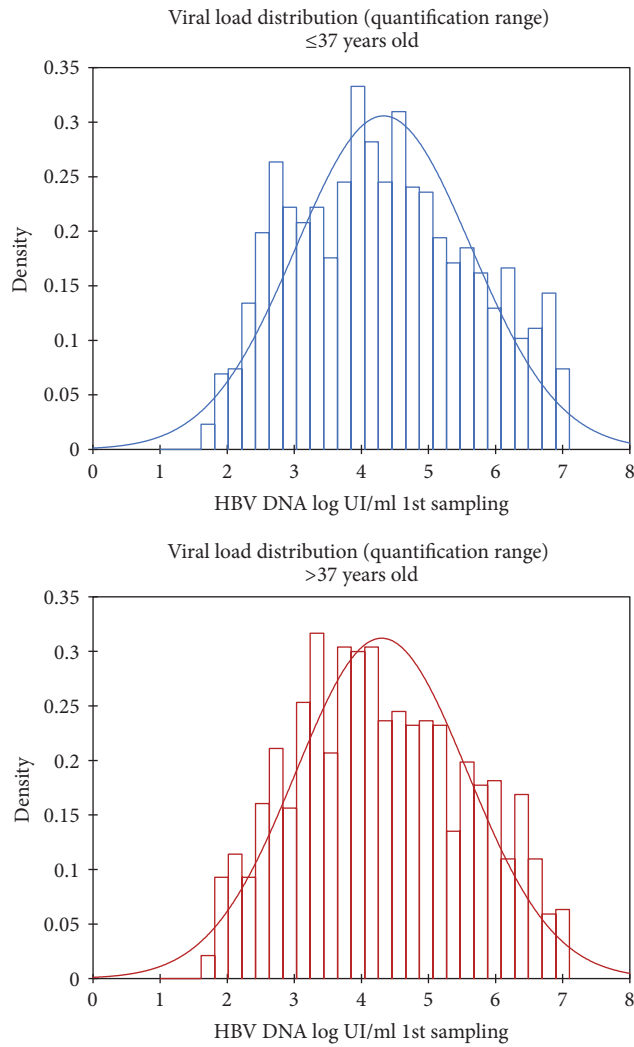 Viral load distribution (quantification range)
≤37 years old
0.35
0.3
0.25
0.2
0.15
0.1
0.05
0
Density
0 1 2 3 4 5 6 7 8
HBV DNA log UI/ml 1st sampling
Viral load distribution (quantification range)
>37 years old
0.35
0.3
0.25
0.2
0.15
0.1
0.05
0
Density
0 1 2 3 4 5 6 7 8
HBV DNA log UI/ml 1st sampling